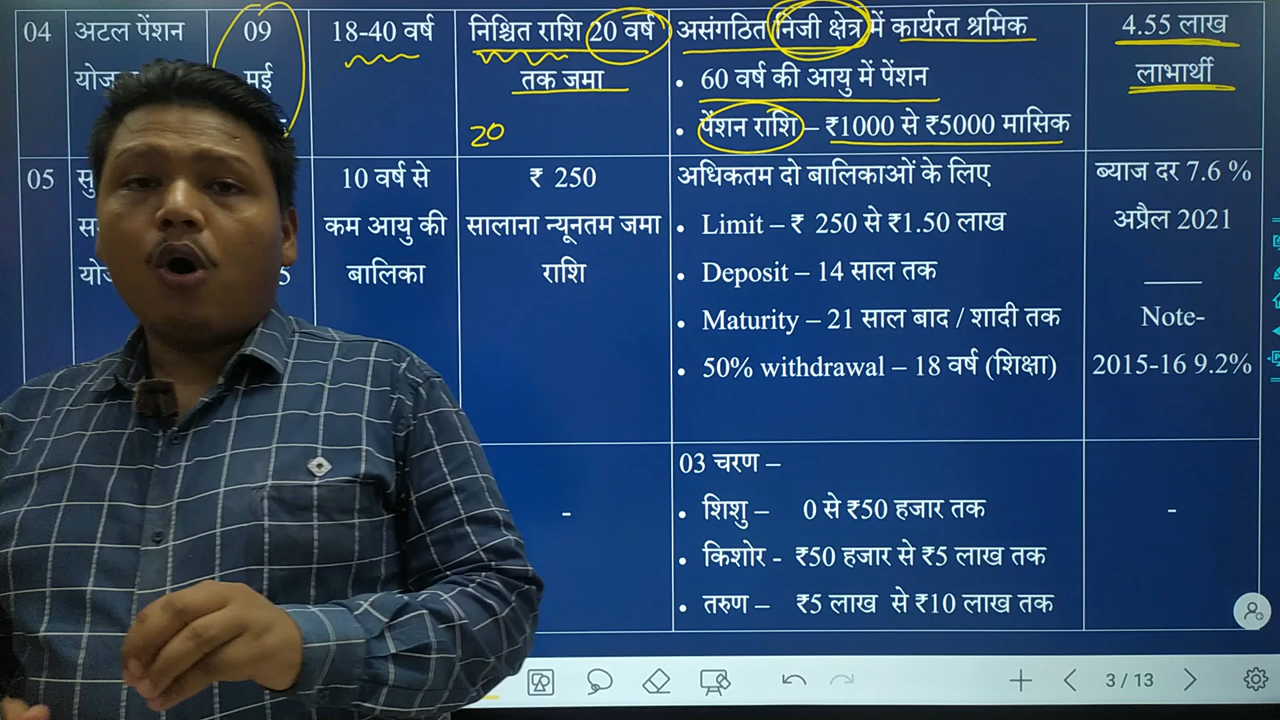 04 अटल पेंशन 09 18-40 वर्ष निश्चित राशि 20 वर्ष असंगठित निजी क्षेत्र में कार्यरत श्रमिक 4.55 लाख
मई तक जमा • 60 वर्ष की आयु में पेंशन लाभार्थी
20 • पेंशन राशि – ₹1000 से ₹5000 मासिक
05 10 वर्ष से ₹ 250 अधिकतम दो बालिकाओं के लिए ब्याज दर 7.6 %
कम आयु की सालाना न्यूनतम जमा • Limit – ₹ 250 से ₹1.50 लाख अप्रैल 2021
बालिका राशि • Deposit – 14 साल तक
• Maturity – 21 साल बाद / शादी तक Note-
• 50% withdrawal – 18 वर्ष (शिक्षा) 2015-16 9.2%
03 चरण –
- • शिशु – 0 से ₹50 हजार तक -
• किशोर - ₹50 हजार से ₹5 लाख तक
• तरुण – ₹5 लाख से ₹10 लाख तक
3 / 13